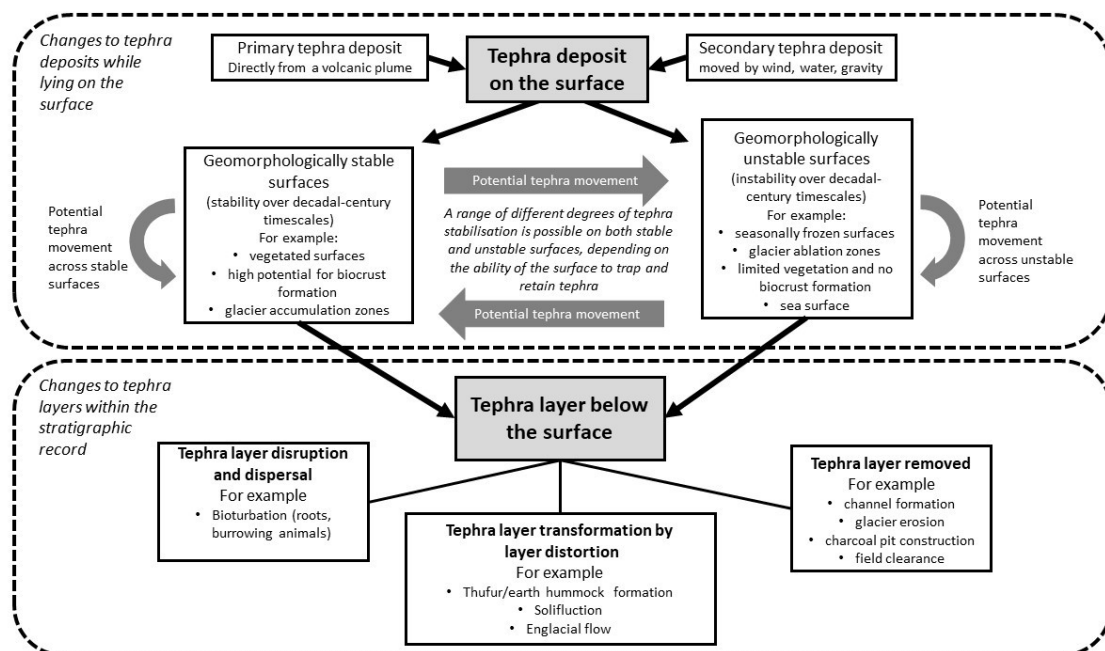 Changes to tephra
deposits while
lying on the
surface
Primary tephra deposit
Directly from a volcanic plume
Tephra deposit
on the surface
Secondary tephra deposit
moved by wind, water, gravity
Geomorphologically stable
surfaces
(stability over decadal-century
timescales)
For example:
• vegetated surfaces
• high potential for biocrust
formation
• glacier accumulation zones
Potential
tephra
movement
across stable
surfaces
Potential tephra movement
A range of different degrees of tephra
stabilisation is possible on both stable
and unstable surfaces, depending on
the ability of the surface to trap and
retain tephra
Potential tephra movement
Geomorphologically
unstable surfaces
(instability over decadal-
century timescales)
For example:
• seasonally frozen surfaces
• glacier ablation zones
• limited vegetation and no
biocrust formation
• sea surface
Potential
tephra
movement
across unstable
surfaces
Changes to tephra
layers within the
stratigraphic
record
Tephra layer below
the surface
Tephra layer disruption
and dispersal
For example
• Bioturbation (roots,
burrowing animals)
Tephra layer transformation by
layer distortion
For example
• Thufur/earth hummock formation
• Solifluction
• Englacial flow
Tephra layer removed
For example
• channel formation
• glacier erosion
• charcoal pit construction
• field clearance